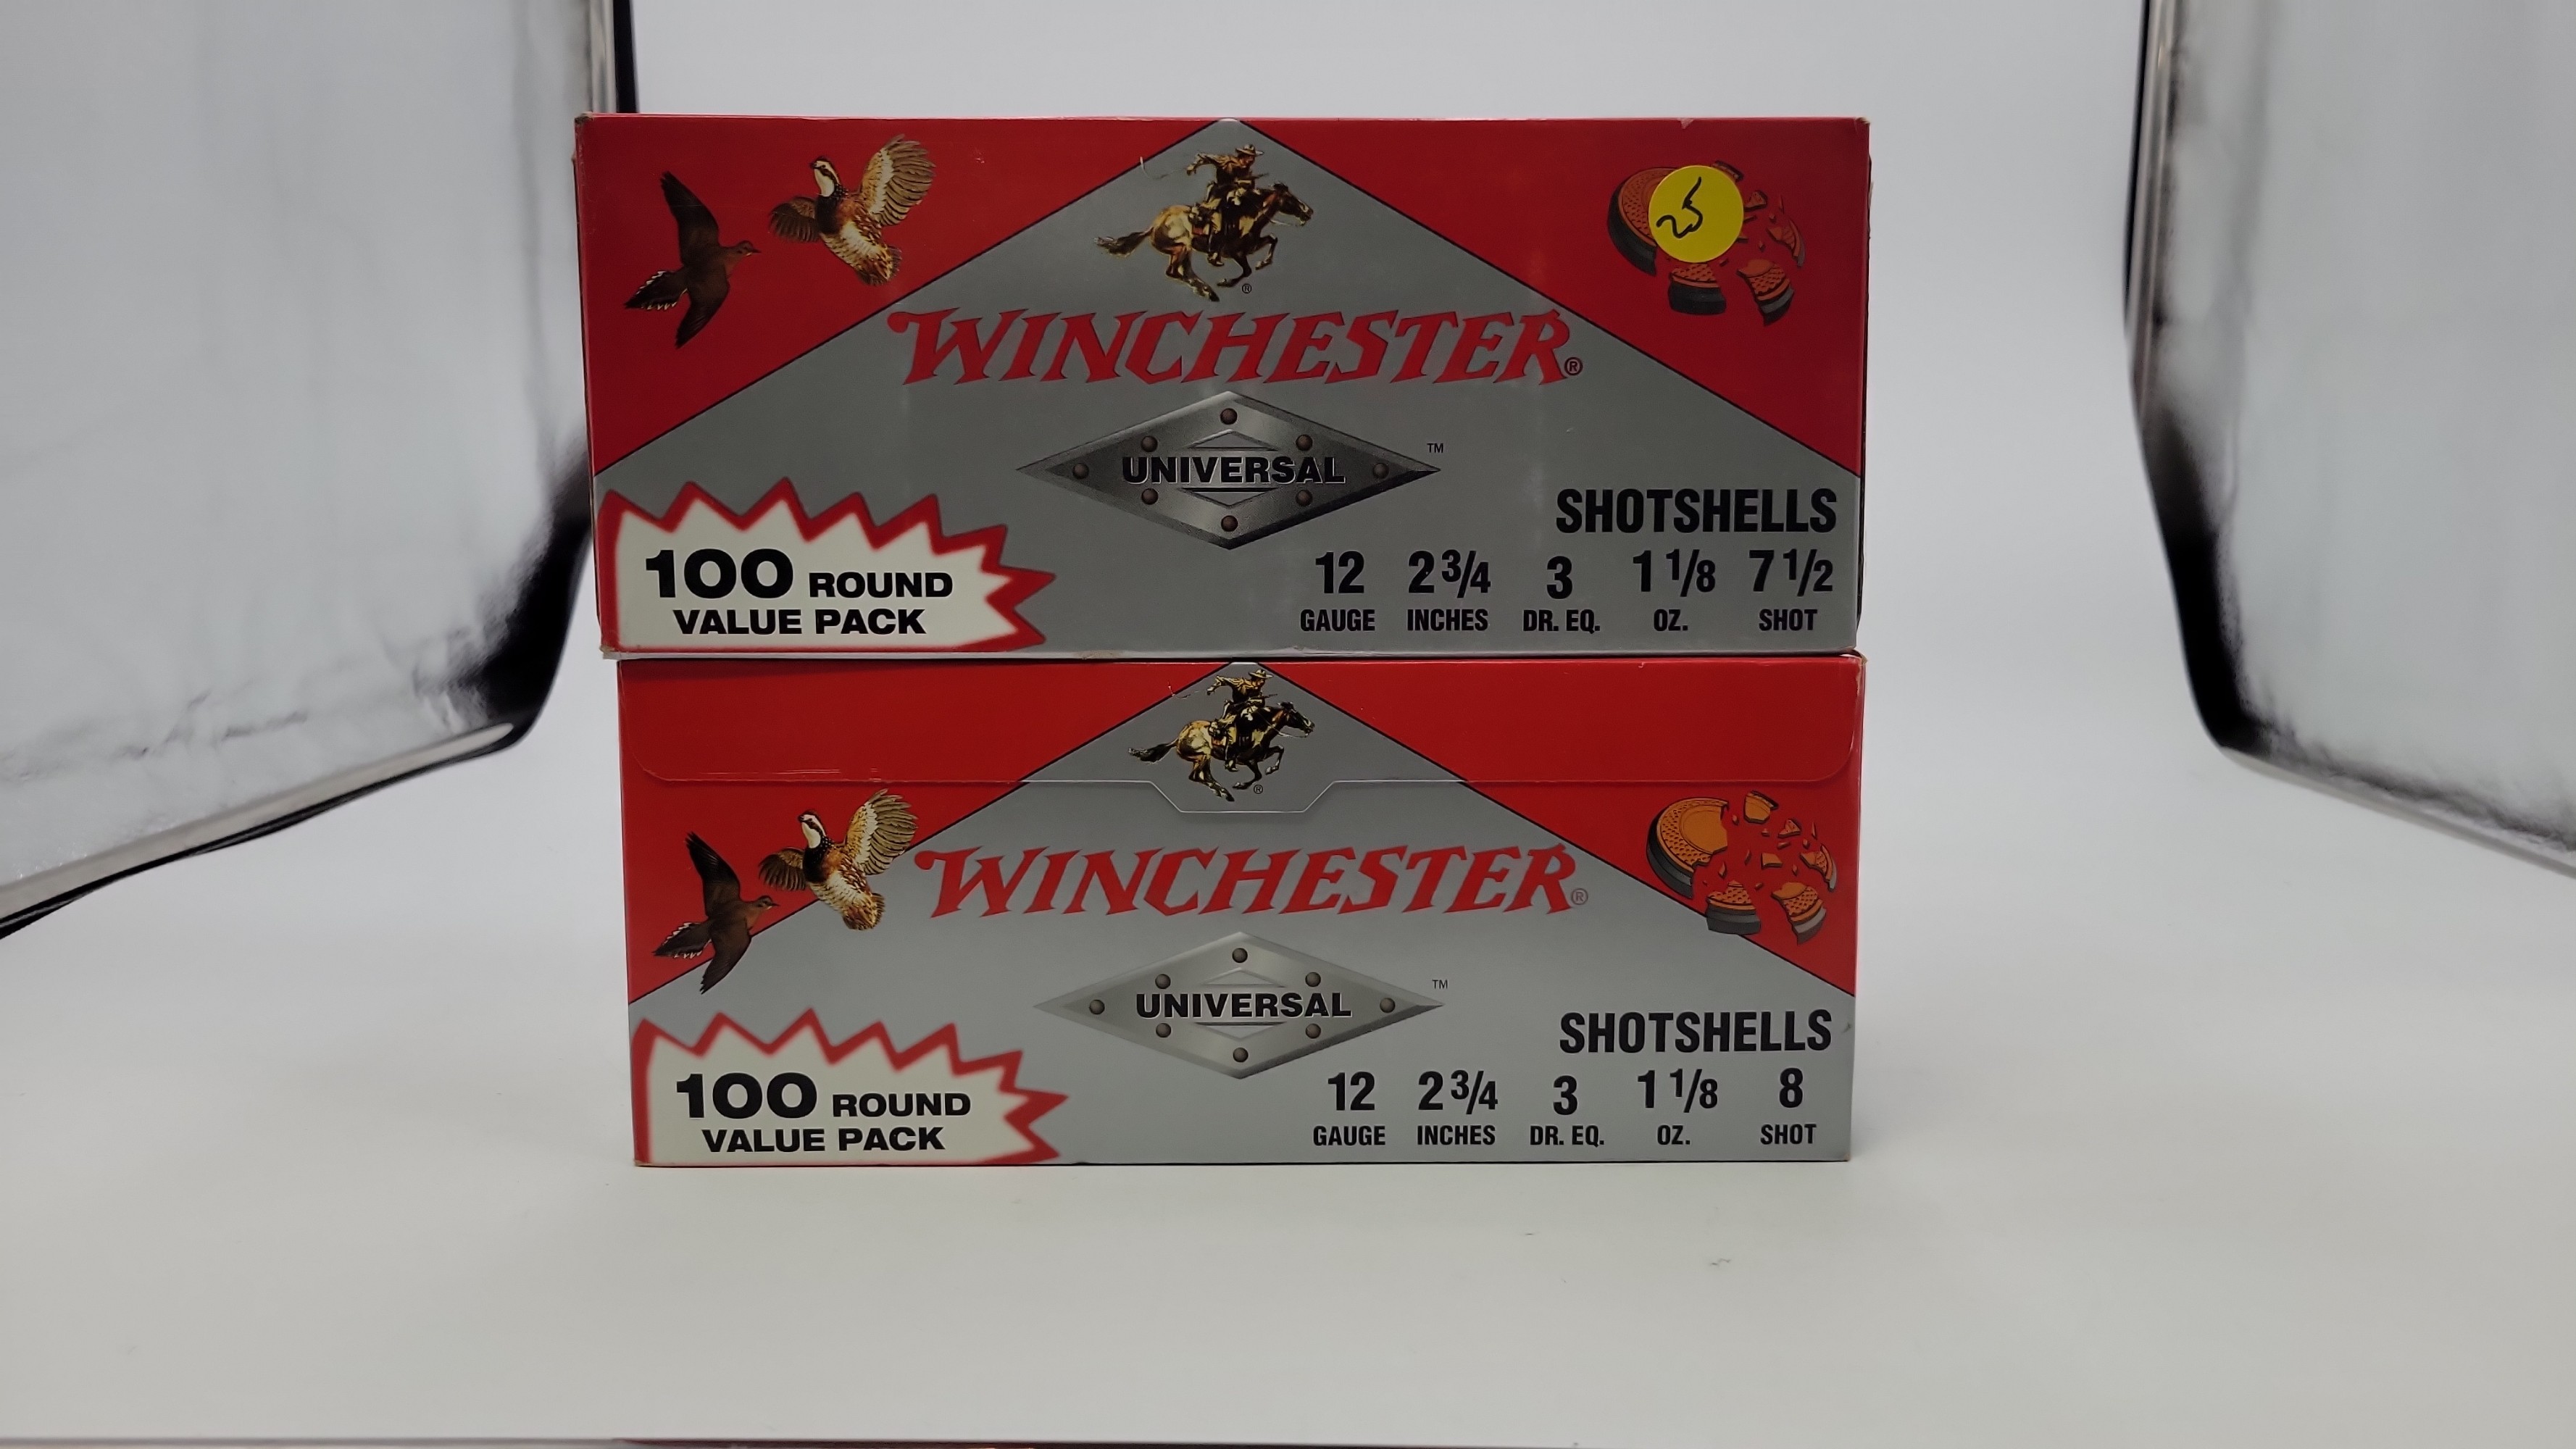 25
WINCHESTER®
UNIVERSAL™
SHOTSHELLS
100 ROUND
VALUE PACK
12 2 3/4 3 1 1/8 7 1/2
GAUGE INCHES DR. EQ. OZ. SHOT
WINCHESTER®
UNIVERSAL™
SHOTSHELLS
100 ROUND
VALUE PACK
12 2 3/4 3 1 1/8 8
GAUGE INCHES DR. EQ. OZ. SHOT